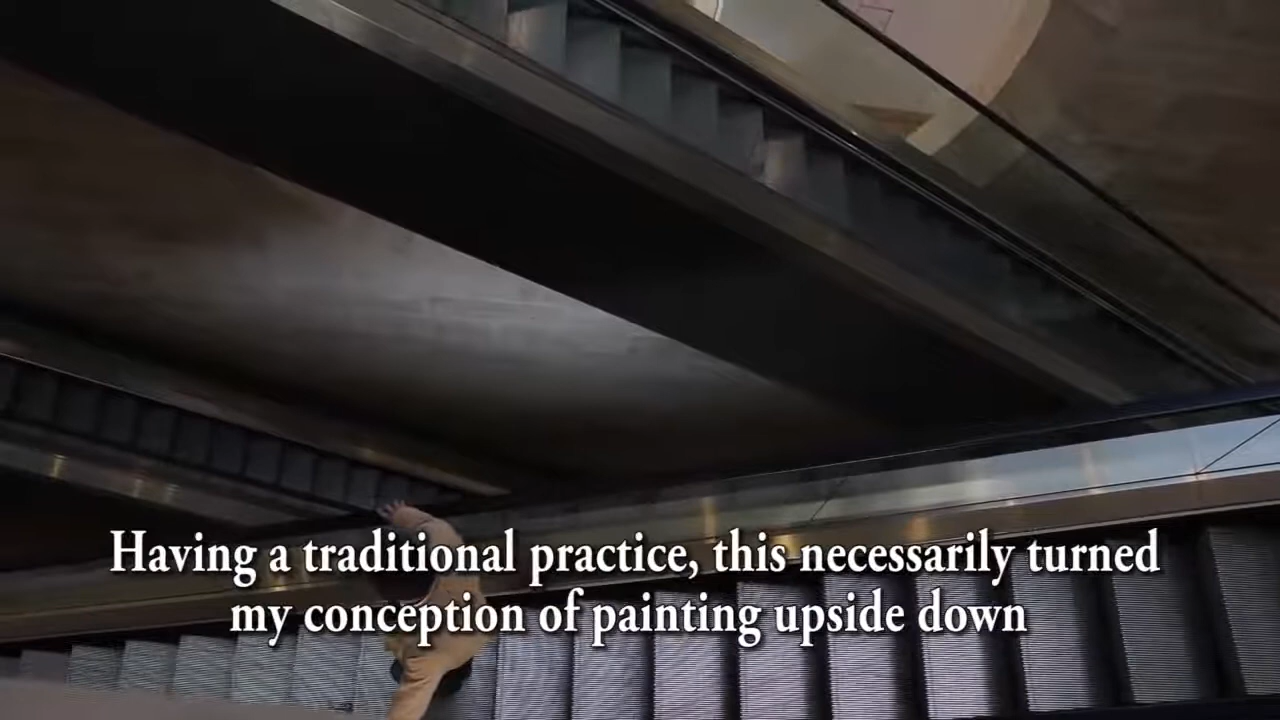 Having a traditional practice, this necessarily turned
my conception of painting upside down